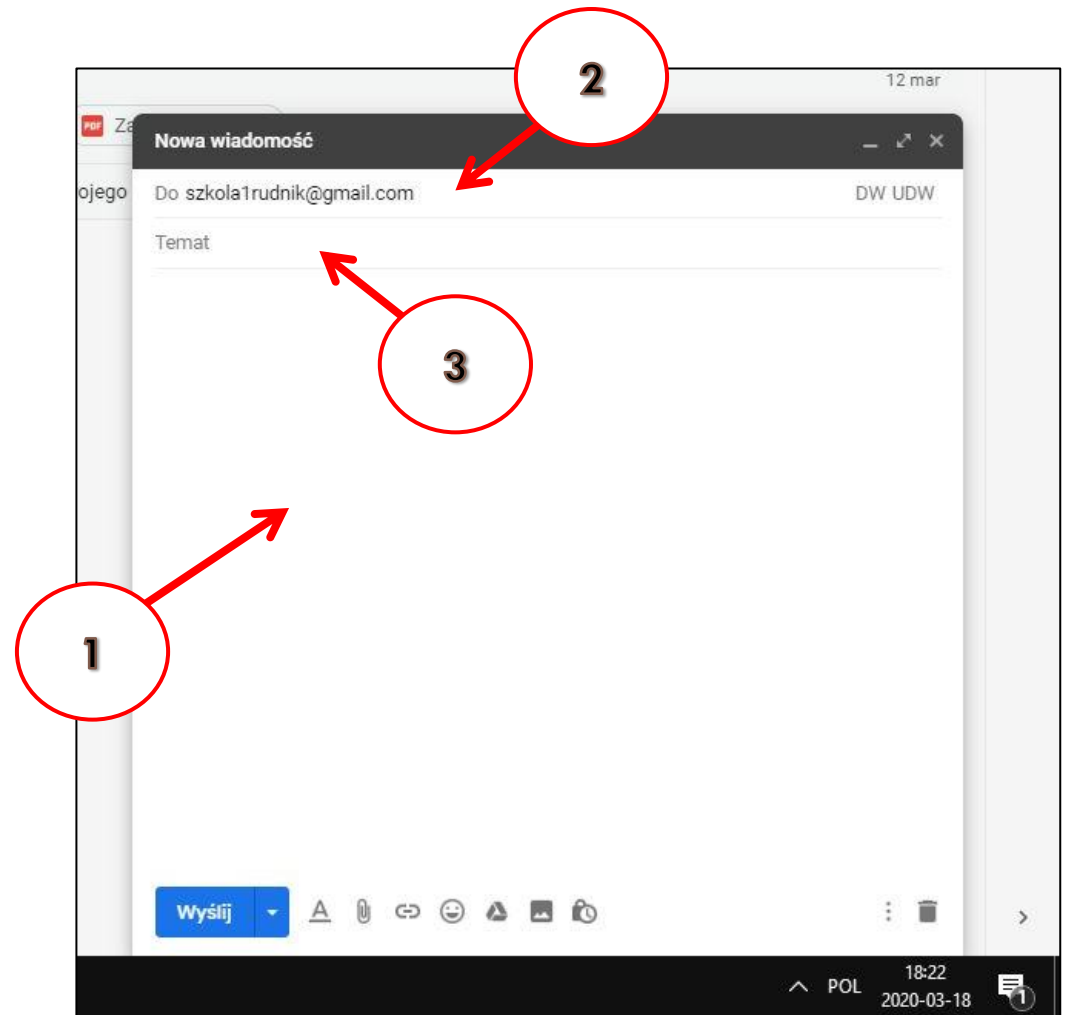 2
12 mar
PDF Za
Nowa wiadomość
ojego
Do szkola1rudnik@gmail.com DW UDW
Temat
3
1
Wyślij
A
POL
18:22
2020-03-18
1